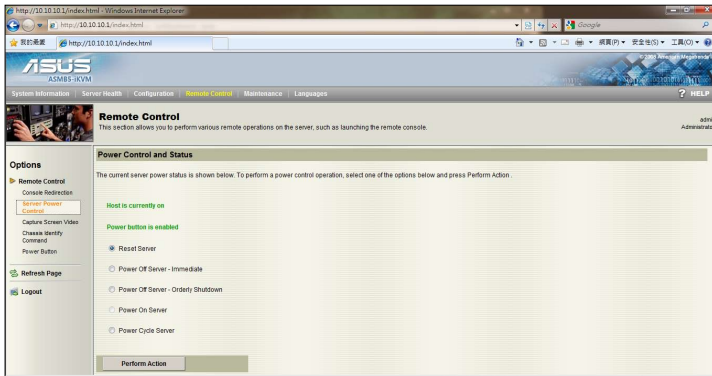 http://10.10.10.1/index.html - Windows Internet Explorer
http://10.10.10.1/index.html
Google
我的最愛
http://10.10.10.1/index.html
網頁(P)
安全性(S)
工具(O)
ASUS
ASMB5-iKVM
System Information
Server Health
Configuration
Remote Control
Maintenance
Languages
HELP
Remote Control
This section allows you to perform various remote operations on the server, such as launching the remote console.
Options
Remote Control
Console Redirection
Server Power Control
Capture Screen Video
Chassis Identify Command
Power Button
Refresh Page
Logout
Power Control and Status
The current server power status is shown below. To perform a power control operation, select one of the options below and press Perform Action .
Host is currently on
Power button is enabled
Reset Server
Power Off Server - Immediate
Power Off Server - Orderly Shutdown
Power On Server
Power Cycle Server
Perform Action